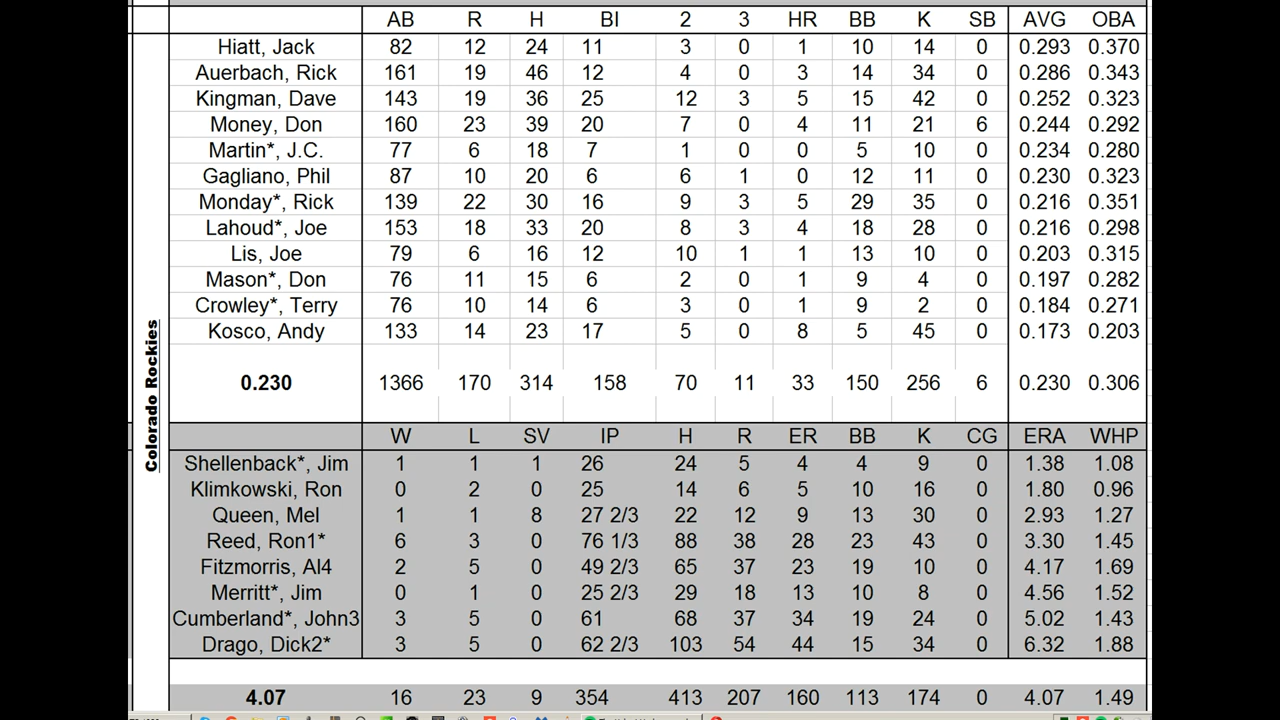 AB R H BI 2 3 HR BB K SB AVG OBA
Hiatt, Jack 82 12 24 11 3 0 1 10 14 0 0.293 0.370
Auerbach, Rick 161 19 46 12 4 0 3 14 34 0 0.286 0.343
Kingman, Dave 143 19 36 25 12 3 5 15 42 0 0.252 0.323
Money, Don 160 23 39 20 7 0 4 11 21 6 0.244 0.292
Martin*, J.C. 77 6 18 7 1 0 0 5 10 0 0.234 0.280
Gagliano, Phil 87 10 20 6 6 1 0 12 11 0 0.230 0.323
Monday*, Rick 139 22 30 16 9 3 5 29 35 0 0.216 0.351
Lahoud*, Joe 153 18 33 20 8 3 4 18 28 0 0.216 0.298
Lis, Joe 79 6 16 12 10 1 1 13 10 0 0.203 0.315
Mason*, Don 76 11 15 6 2 0 1 9 4 0 0.197 0.282
Crowley*, Terry 76 10 14 6 3 0 1 9 2 0 0.184 0.271
Kosco, Andy 133 14 23 17 5 0 8 5 45 0 0.173 0.203
0.230 1366 170 314 158 70 11 33 150 256 6 0.230 0.306
Colorado Rockies
W L SV IP H R ER BB K CG ERA WHP
Shellenback*, Jim 1 1 1 26 24 5 4 4 9 0 1.38 1.08
Klimkowski, Ron 0 2 0 25 14 6 5 10 16 0 1.80 0.96
Queen, Mel 1 1 8 27 2/3 22 12 9 13 30 0 2.93 1.27
Reed, Ron1* 6 3 0 76 1/3 88 38 28 23 43 0 3.30 1.45
Fitzmorris, Al4 2 5 0 49 2/3 65 37 23 19 10 0 4.17 1.69
Merritt*, Jim 0 1 0 25 2/3 29 18 13 10 8 0 4.56 1.52
Cumberland*, John3 3 5 0 61 68 37 34 19 24 0 5.02 1.43
Drago, Dick2* 3 5 0 62 2/3 103 54 44 15 34 0 6.32 1.88
4.07 16 23 9 354 413 207 160 113 174 0 4.07 1.49